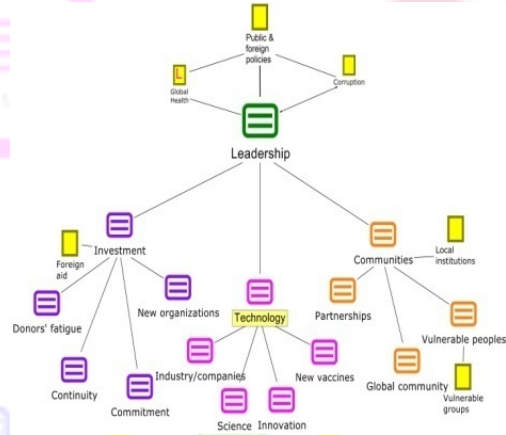 Public &
foreign
policies
L
Global
Health
Corruption
Leadership
Investment
Foreign
aid
Communities
Local
institutions
Donors' fatigue
New organizations
Technology
Partnerships
Vulnerable peoples
Continuity
Commitment
Industry/companies
New vaccines
Global community
Vulnerable
groups
Science
Innovation